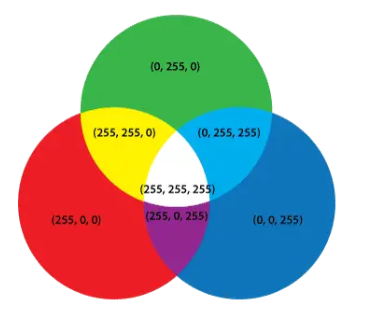 (0, 255, 0)
(255, 255, 0)
(0, 255, 255)
(255, 255, 255)
(255, 0, 0)
(255, 0, 255)
(0, 0, 255)